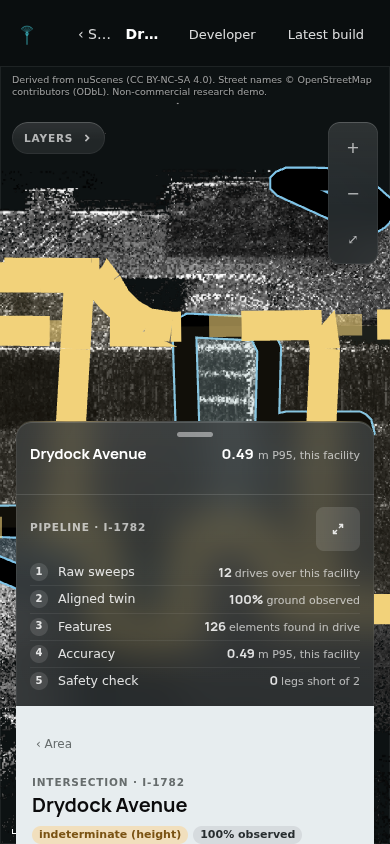 ‹ S… Dr… Developer Latest build
Derived from nuScenes (CC BY-NC-SA 4.0). Street names © OpenStreetMap
contributors (ODbL). Non-commercial research demo.
LAYERS ›
+
−
Drydock Avenue 0.49 m P95, this facility
PIPELINE · I-1782
1 Raw sweeps 12 drives over this facility
2 Aligned twin 100% ground observed
3 Features 126 elements found in drive
4 Accuracy 0.49 m P95, this facility
5 Safety check 0 legs short of 2
‹ Area
INTERSECTION · I-1782
Drydock Avenue
indeterminate (height) 100% observed